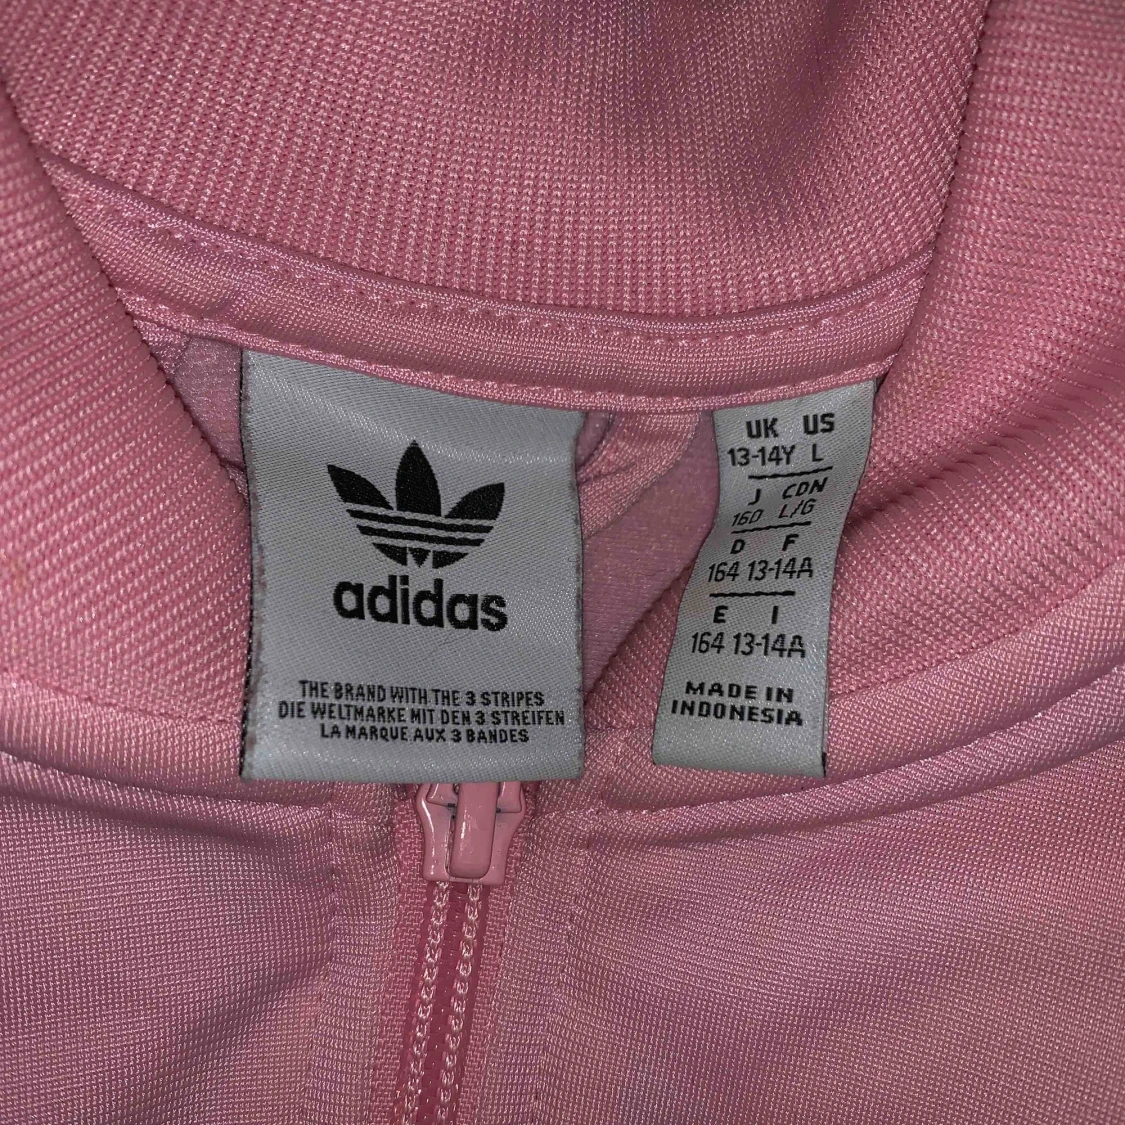 adidas
THE BRAND WITH THE 3 STRIPES
DIE WELTMARKE MIT DEN 3 STREIFEN
LA MARQUE AUX 3 BANDES
UK US
13-14Y L
J CDN
160 L/G
D F
164 13-14A
E I
164 13-14A
MADE IN
INDONESIA